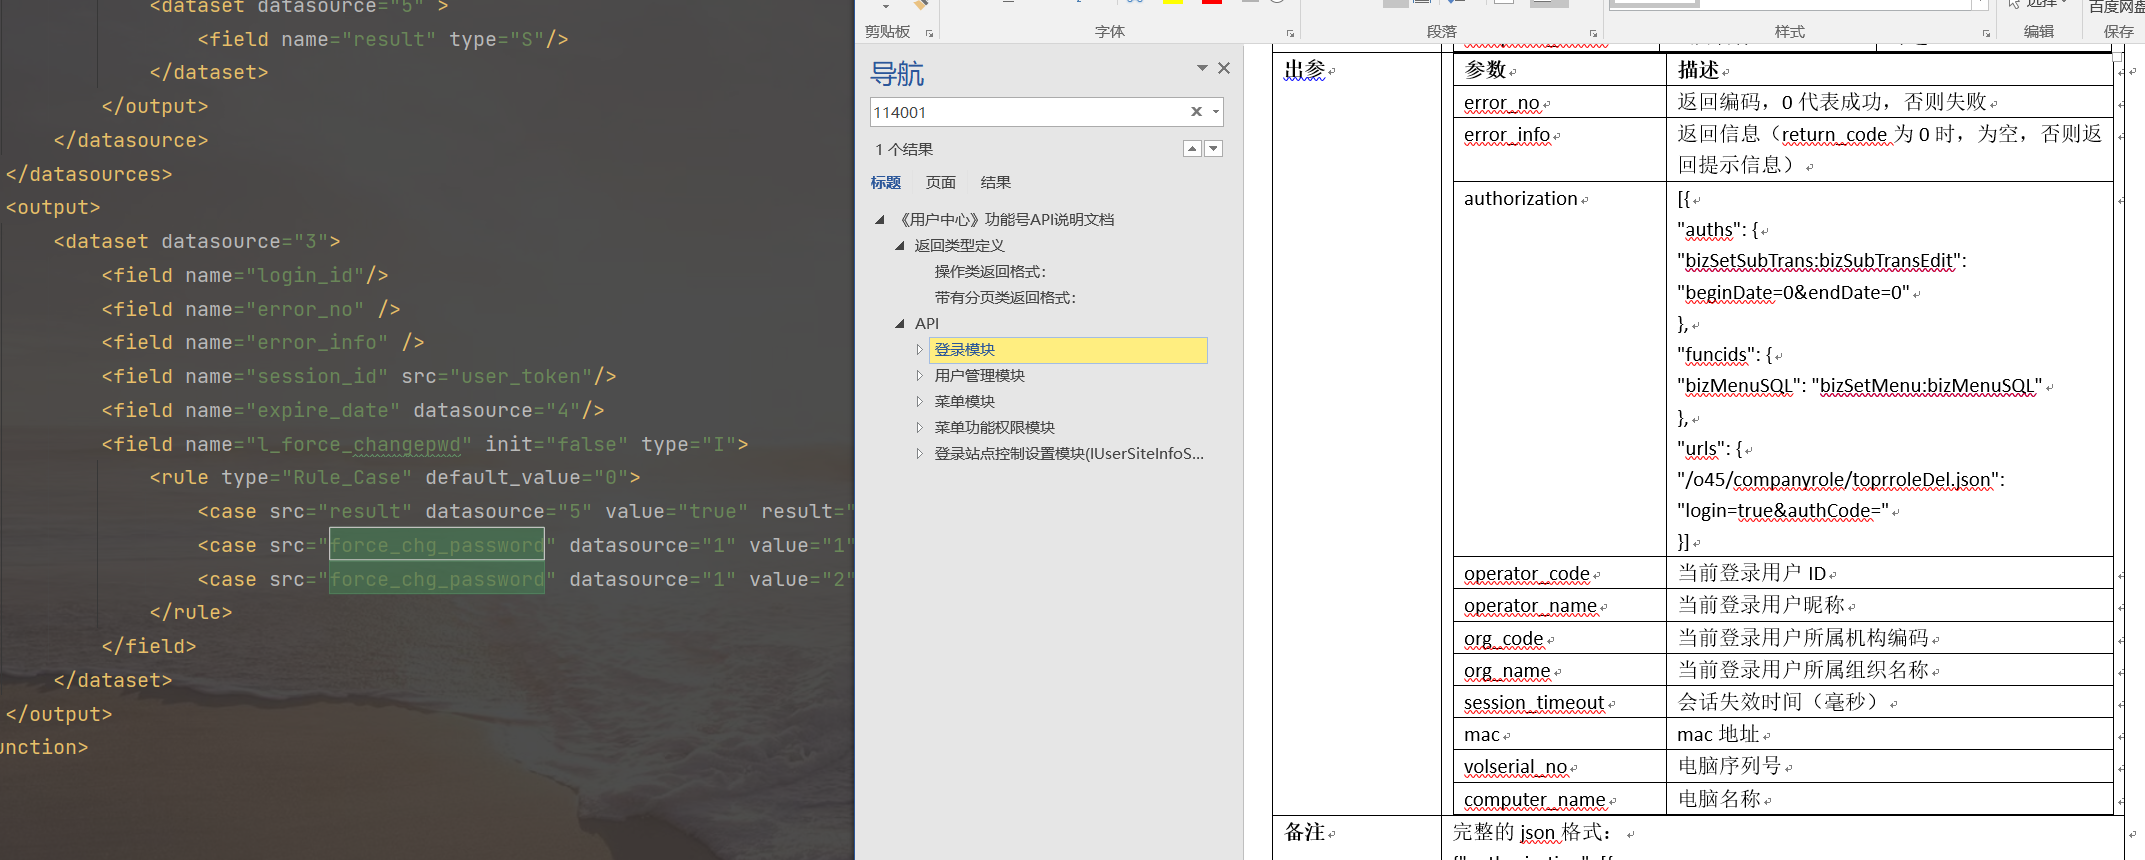 <dataset datasource="5" >
<field name="result" type="S"/>
</dataset>
</output>
</datasource>
</datasources>
<output>
<dataset datasource="3">
<field name="login_id"/>
<field name="error_no" />
<field name="error_info" />
<field name="session_id" src="user_token"/>
<field name="expire_date" datasource="4"/>
<field name="l_force_changepwd" init="false" type="I">
<rule type="Rule_Case" default_value="0">
<case src="result" datasource="5" value="true" result="
<case src="force_chg_password" datasource="1" value="1"
<case src="force_chg_password" datasource="1" value="2"
</rule>
</field>
</dataset>
</output>
unction>
剪贴板
字体
段落
样式
选择
编辑
百度网盘
保存
导航
114001
1 个结果
标题 页面 结果
《用户中心》功能号API说明文档
返回类型定义
操作类返回格式：
带有分页类返回格式：
API
登录模块
用户管理模块
菜单模块
菜单功能权限模块
登录站点控制设置模块(IUserSiteInfoS...
出参
参数 描述
error_no 返回编码，0 代表成功，否则失败
error_info 返回信息（return_code 为 0 时，为空，否则返
回提示信息）
authorization [{
"auths": {
"bizSetSubTrans:bizSubTransEdit":
"beginDate=0&endDate=0"
},
"funcids": {
"bizMenuSQL": "bizSetMenu:bizMenuSQL"
},
"urls": {
"/o45/companyrole/toprroleDel.json":
"login=true&authCode="
}]
operator_code 当前登录用户 ID
operator_name 当前登录用户昵称
org_code 当前登录用户所属机构编码
org_name 当前登录用户所属组织名称
session_timeout 会话失效时间（毫秒）
mac mac 地址
volserial_no 电脑序列号
computer_name 电脑名称
备注 完整的 json 格式：